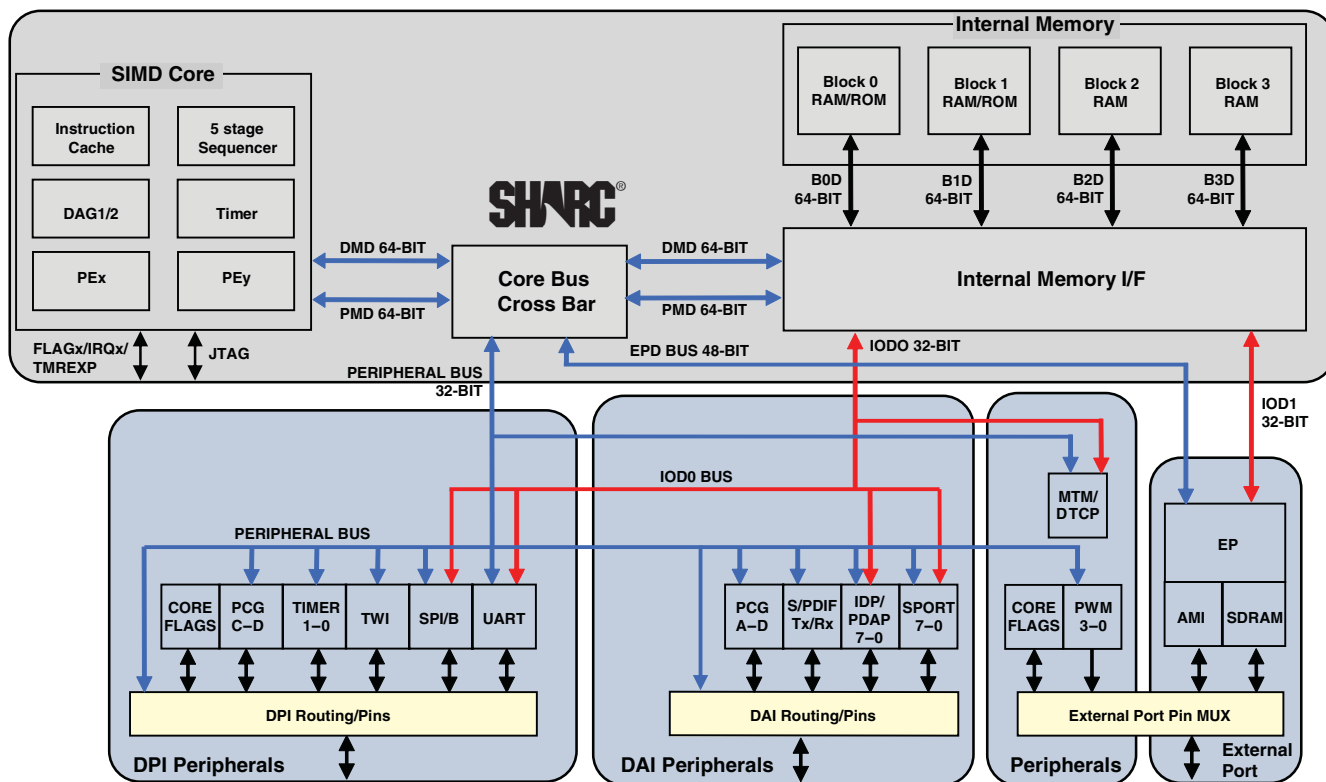 Internal Memory
SIMD Core
Block 0
RAM/ROM
Block 1
RAM/ROM
Block 2
RAM
Block 3
RAM
Instruction
Cache
5 stage
Sequencer
DAG1/2
Timer
PEx
PEy
SHARC®
B0D
64-BIT
B1D
64-BIT
B2D
64-BIT
B3D
64-BIT
DMD 64-BIT
PMD 64-BIT
Core Bus
Cross Bar
DMD 64-BIT
PMD 64-BIT
Internal Memory I/F
FLAGx/IRQx/
TMREXP
JTAG
PERIPHERAL BUS
32-BIT
EPD BUS 48-BIT
IODO 32-BIT
IOD1
32-BIT
IOD0 BUS
PERIPHERAL BUS
MTM/
DTCP
EP
CORE
FLAGS
PCG
C–D
TIMER
1–0
TWI
SPI/B
UART
PCG
A–D
S/PDIF
Tx/Rx
IDP/
PDAP
7–0
SPORT
7–0
CORE
FLAGS
PWM
3–0
AMI
SDRAM
DPI Routing/Pins
DAI Routing/Pins
External Port Pin MUX
DPI Peripherals
DAI Peripherals
Peripherals
External
Port